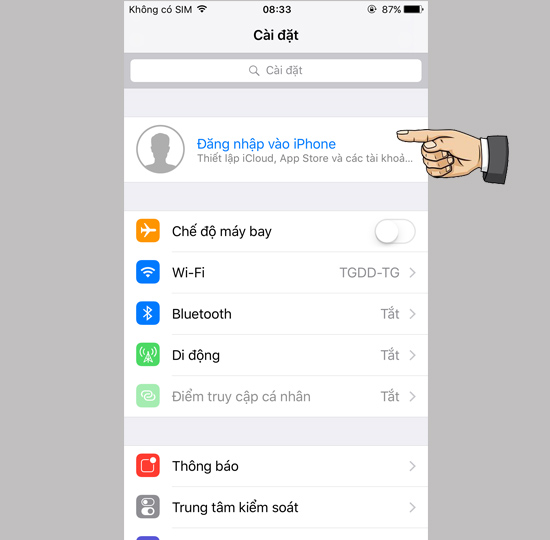 Không có SIM 08:33 87%
Cài đặt
Cài đặt
Đăng nhập vào iPhone
Thiết lập iCloud, App Store và các tài khoả...
Chế độ máy bay
Wi-Fi TGDD-TG
Bluetooth Tắt
Di động Tắt
Điểm truy cập cá nhân Tắt
Thông báo
Trung tâm kiểm soát